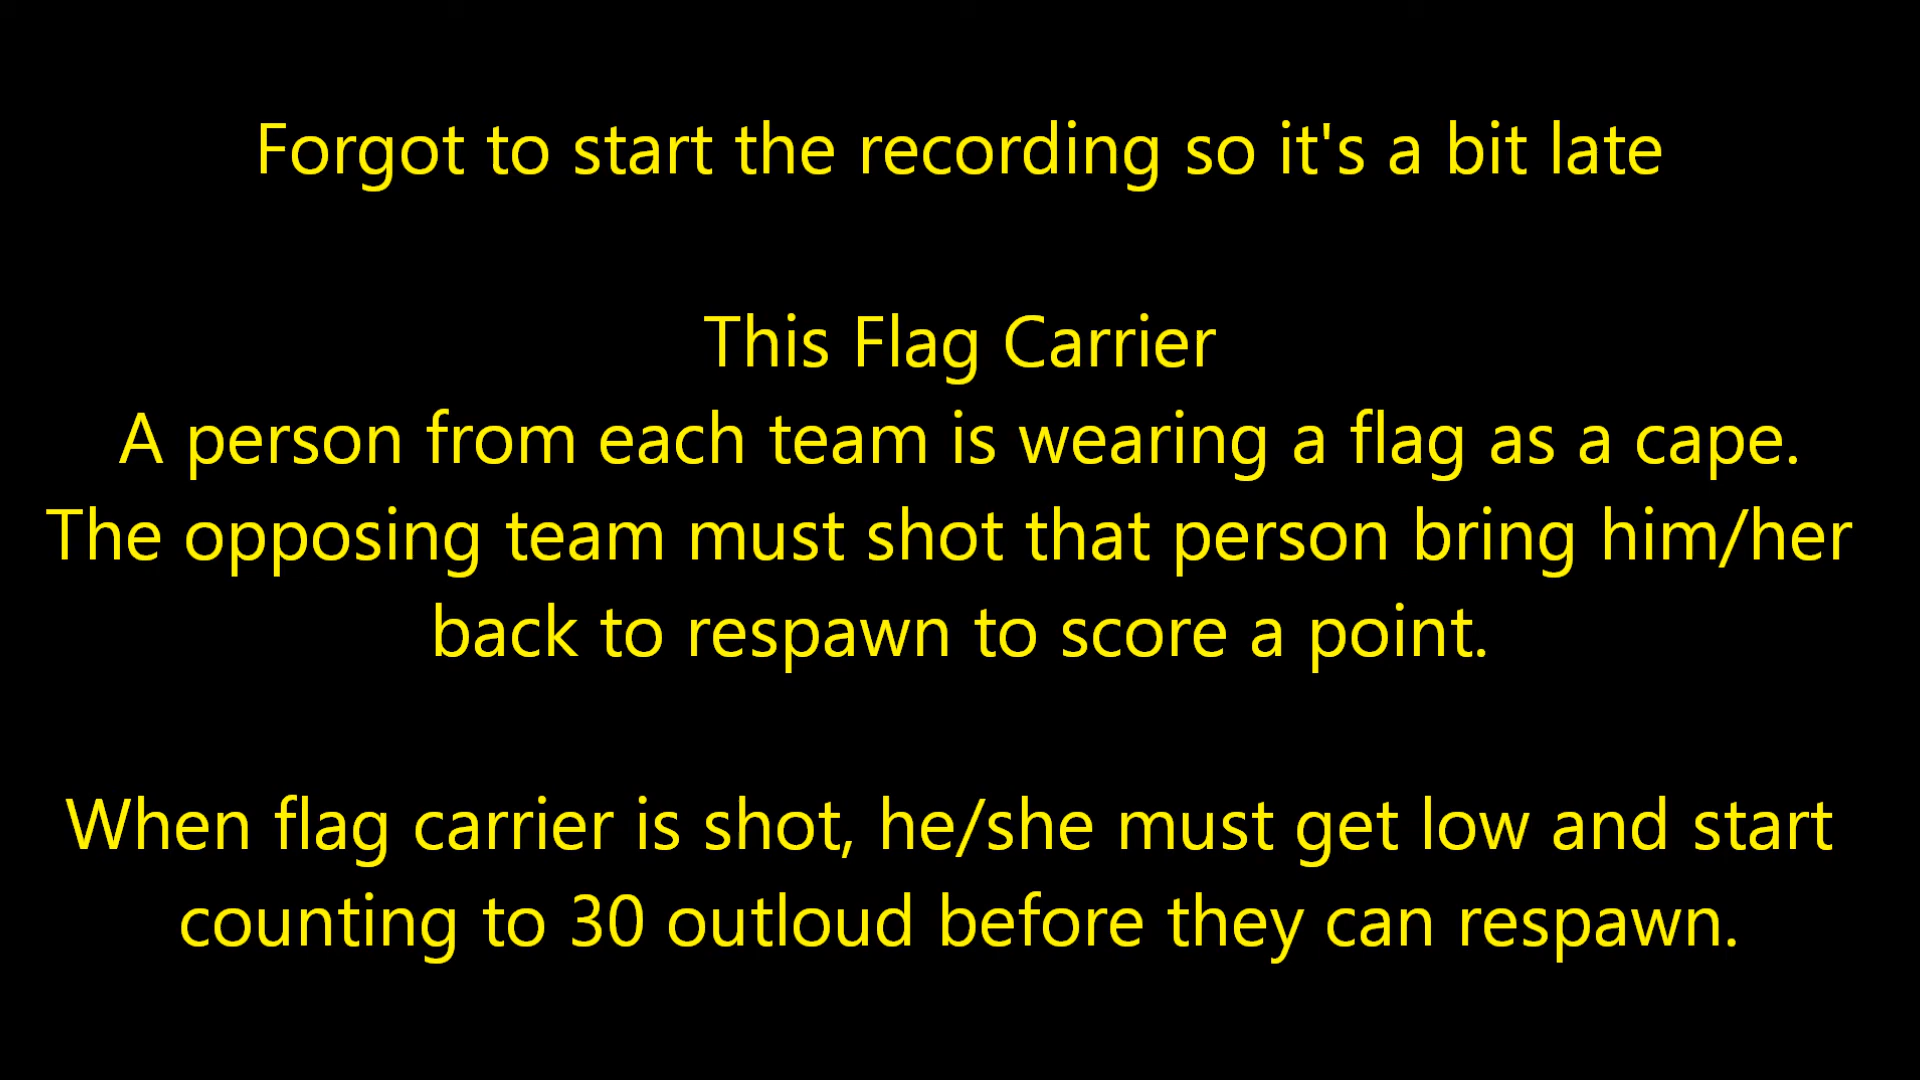 Forgot to start the recording so it's a bit late
This Flag Carrier
A person from each team is wearing a flag as a cape.
The opposing team must shot that person bring him/her
back to respawn to score a point.
When flag carrier is shot, he/she must get low and start
counting to 30 outloud before they can respawn.